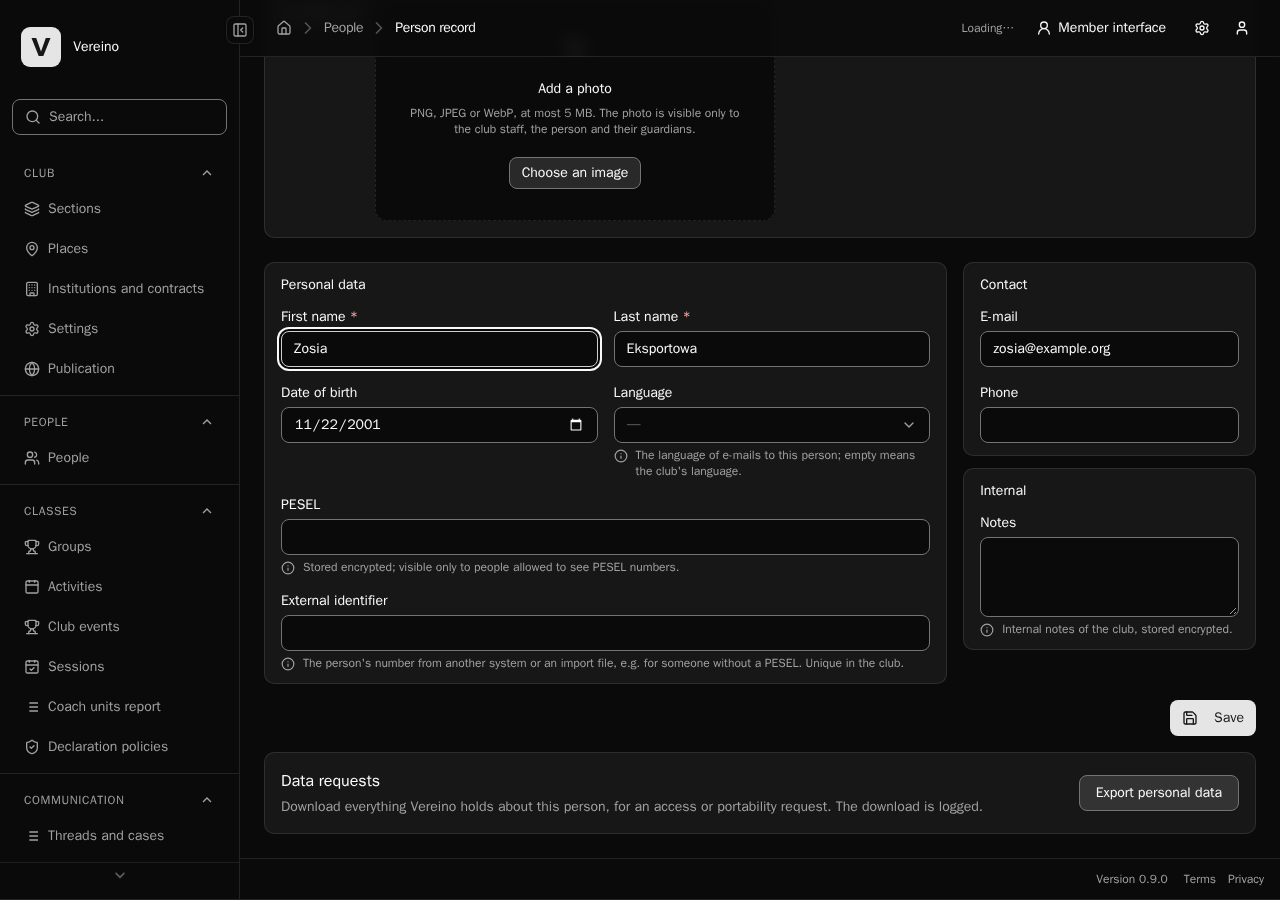 V
Vereino
People
Person record
Loading···
Member interface
Search...
CLUB
Sections
Places
Institutions and contracts
Settings
Publication
PEOPLE
People
CLASSES
Groups
Activities
Club events
Sessions
Coach units report
Declaration policies
COMMUNICATION
Threads and cases
Add a photo
PNG, JPEG or WebP, at most 5 MB. The photo is visible only to
the club staff, the person and their guardians.
Choose an image
Personal data
First name *
Zosia
Last name *
Eksportowa
Date of birth
11/22/2001
Language
—
The language of e-mails to this person; empty means
the club's language.
PESEL
Stored encrypted; visible only to people allowed to see PESEL numbers.
External identifier
The person's number from another system or an import file, e.g. for someone without a PESEL. Unique in the club.
Contact
E-mail
zosia@example.org
Phone
Internal
Notes
Internal notes of the club, stored encrypted.
Save
Data requests
Download everything Vereino holds about this person, for an access or portability request. The download is logged.
Export personal data
Version 0.9.0
Terms
Privacy